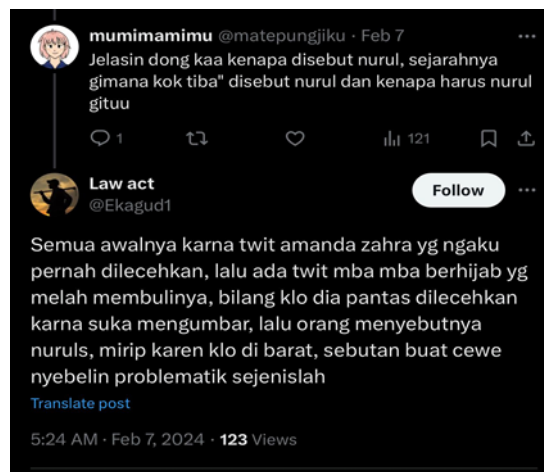 mumimamimu @matepungjiku · Feb 7
Jelasin dong kaa kenapa disebut nurul, sejarahnya
gimana kok tiba" disebut nurul dan kenapa harus nurul
gituu
1
121
Law act
@Ekagud1
Follow
Semua awalnya karna twit amanda zahra yg ngaku
pernah dilecehkan, lalu ada twit mba mba berhijab yg
melah membulinya, bilang klo dia pantas dilecehkan
karna suka mengumbar, lalu orang menyebutnya
nuruls, mirip karen klo di barat, sebutan buat cewe
nyebelin problematik sejenislah
Translate post
5:24 AM · Feb 7, 2024 · 123 Views